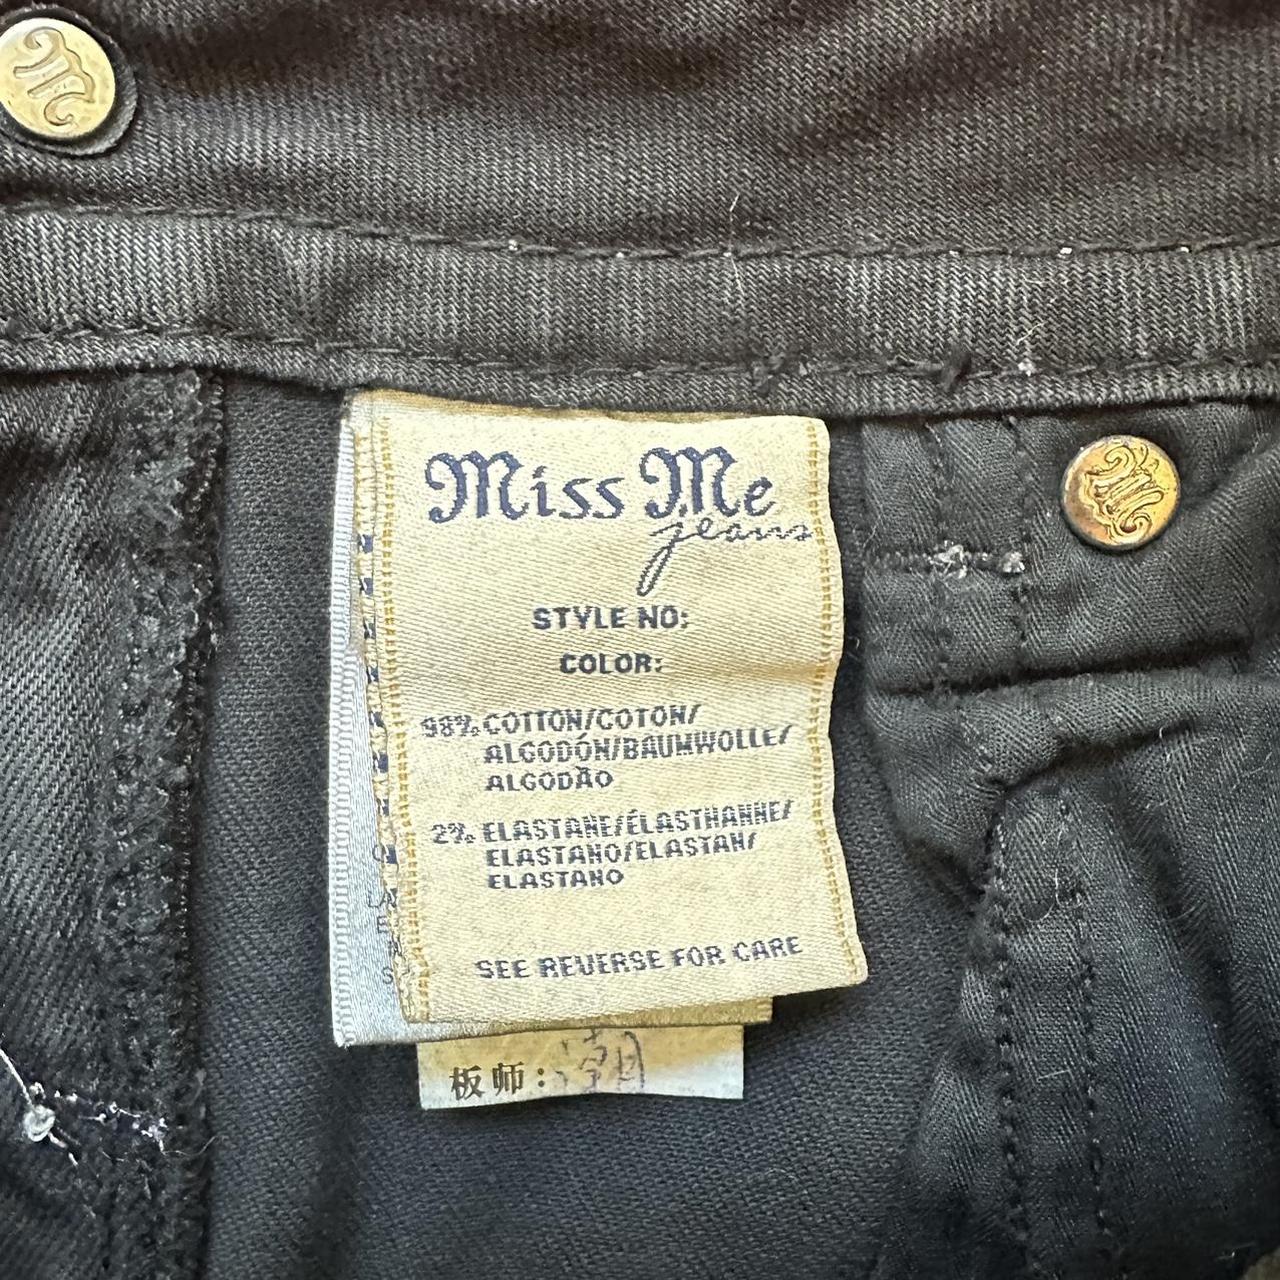 Miss Me
jeans
STYLE NO:
COLOR:
98% COTTON/COTON/
ALGODÓN/BAUMWOLLE/
ALGODÃO
2% ELASTANE/ÉLASTHANNE/
ELASTANO/ELASTAN/
ELASTANO
SEE REVERSE FOR CARE
板师: